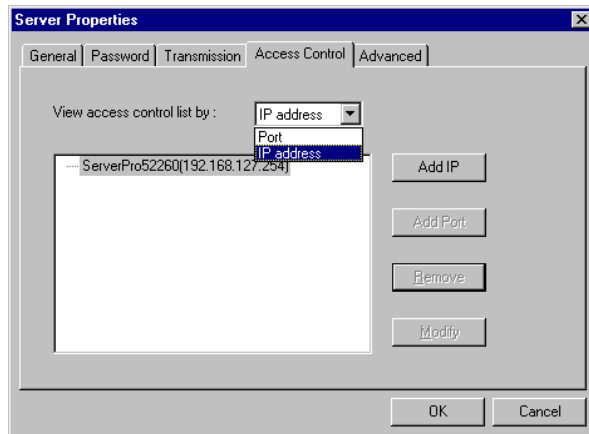 Server Properties
General Password Transmission Access Control Advanced
View access control list by : IP address
Port
IP address
ServerPro52260(192.168.127.254)
Add IP
Add Port
Remove
Modify
OK Cancel